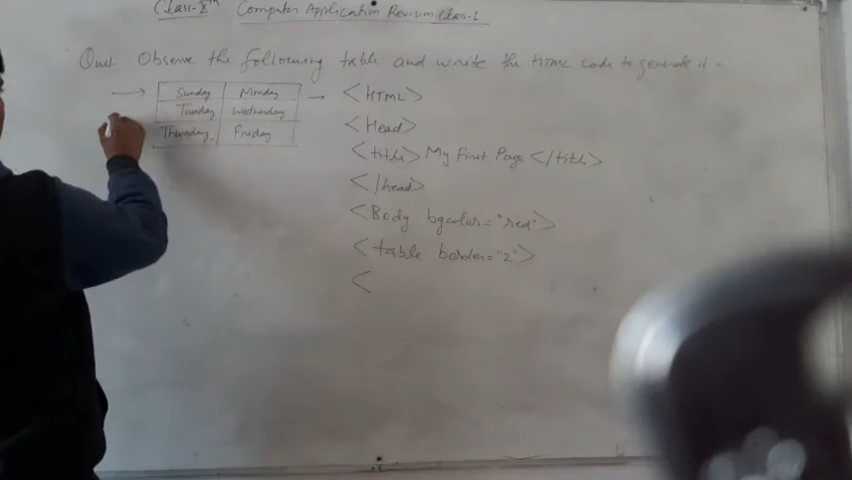 Class-X^th Computer Application Revision Class-1
Ques. Observe the following table and write the HTML code to generate it -
Sunday Monday
Tuesday Wednesday
Thursday Friday
<HTML>
<Head>
<title> My First Page </title>
</head>
<Body bgcolor="red">
<table border="2">
<